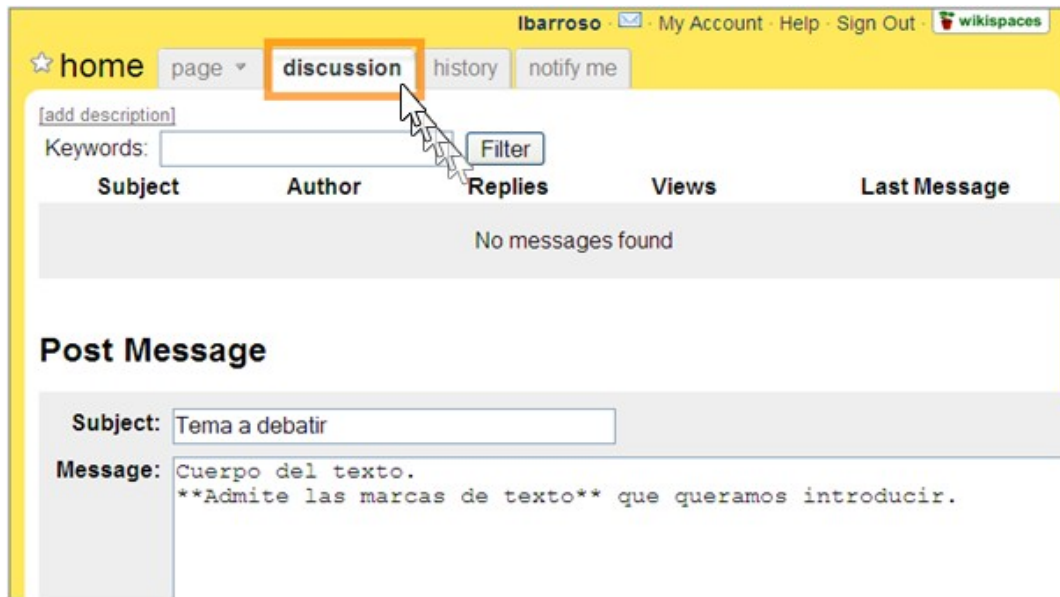 lbarroso · My Account · Help · Sign Out · wikispaces
home page discussion history notify me
[add description]
Keywords: Filter
Subject Author Replies Views Last Message
No messages found
Post Message
Subject: Tema a debatir
Message: Cuerpo del texto.
**Admite las marcas de texto** que queramos introducir.